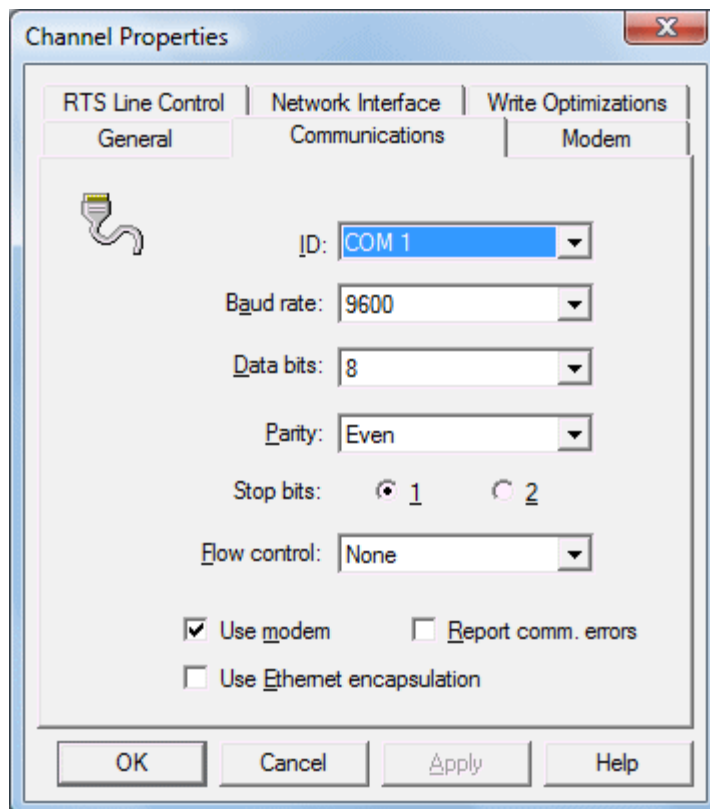 Channel Properties
RTS Line Control Network Interface Write Optimizations
General Communications Modem
ID: COM 1
Baud rate: 9600
Data bits: 8
Parity: Even
Stop bits: 1 2
Flow control: None
Use modem Report comm. errors
Use Ethernet encapsulation
OK Cancel Apply Help